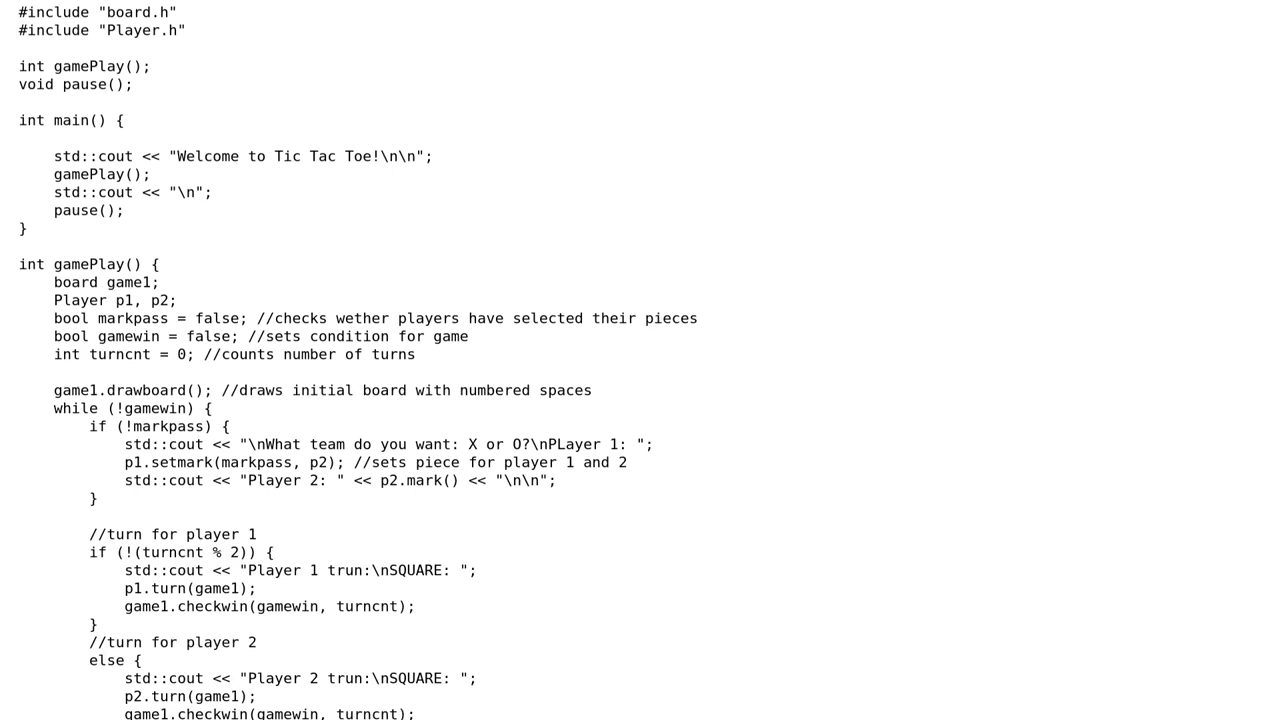 #include "board.h"
#include "Player.h"

int gamePlay();
void pause();

int main() {

    std::cout << "Welcome to Tic Tac Toe!\n\n";
    gamePlay();
    std::cout << "\n";
    pause();
}

int gamePlay() {
    board game1;
    Player p1, p2;
    bool markpass = false; //checks wether players have selected their pieces
    bool gamewin = false; //sets condition for game
    int turncnt = 0; //counts number of turns

    game1.drawboard(); //draws initial board with numbered spaces
    while (!gamewin) {
        if (!markpass) {
            std::cout << "\nWhat team do you want: X or O?\nPLayer 1: ";
            p1.setmark(markpass, p2); //sets piece for player 1 and 2
            std::cout << "Player 2: " << p2.mark() << "\n\n";
        }

        //turn for player 1
        if (!(turncnt % 2)) {
            std::cout << "Player 1 trun:\nSQUARE: ";
            p1.turn(game1);
            game1.checkwin(gamewin, turncnt);
        }
        //turn for player 2
        else {
            std::cout << "Player 2 trun:\nSQUARE: ";
            p2.turn(game1);
            game1.checkwin(gamewin, turncnt);